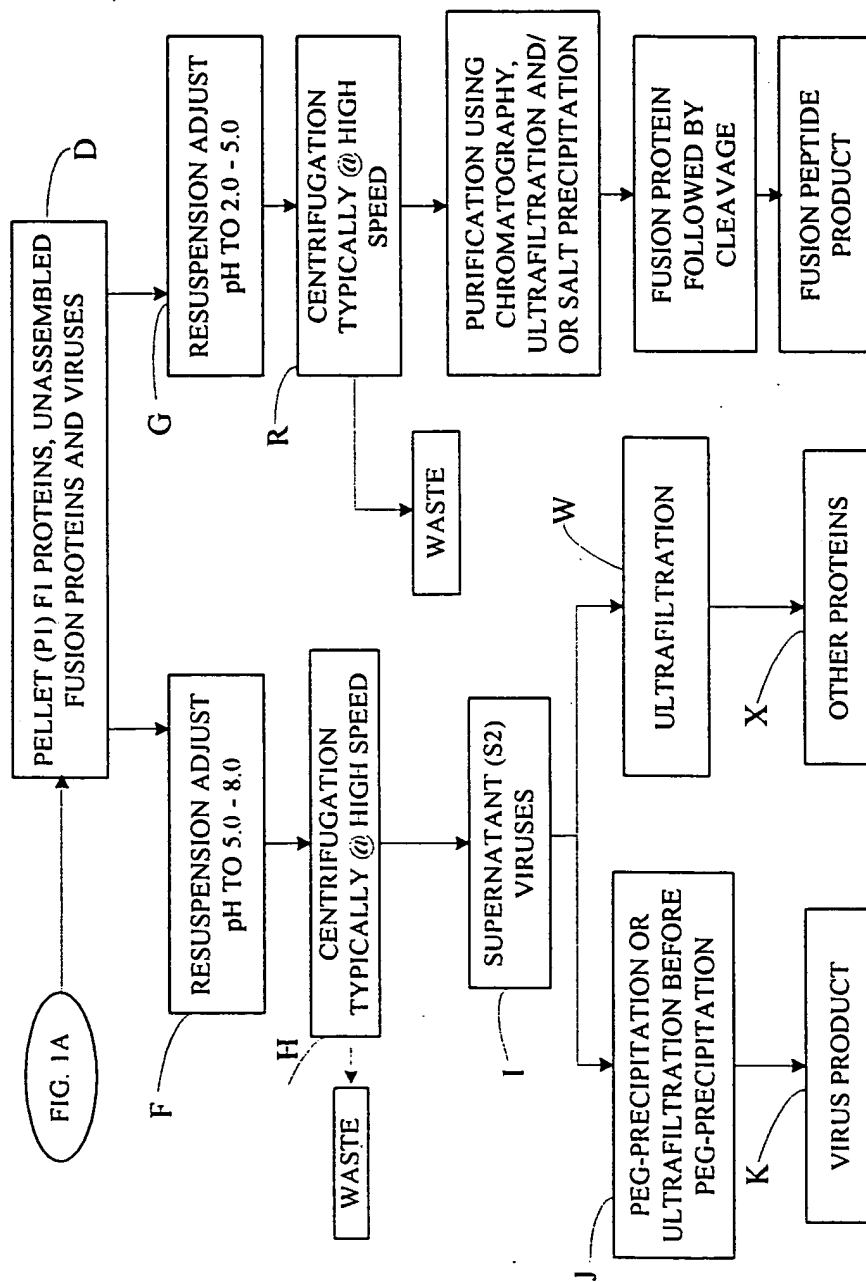 FIG. 1A
PELLET (P1) F1 PROTEINS, UNASSEMBLED
FUSION PROTEINS AND VIRUSES
D
F
RESUSPENSION ADJUST
pH TO 5.0 - 8.0
G
RESUSPENSION ADJUST
pH TO 2.0 - 5.0
H
CENTRIFUGATION
TYPICALLY @ HIGH SPEED
WASTE
R
CENTRIFUGATION
TYPICALLY @ HIGH
SPEED
WASTE
I
SUPERNATANT (S2)
VIRUSES
PURIFICATION USING
CHROMATOGRAPHY,
ULTRAFILTRATION AND/
OR SALT PRECIPITATION
J
PEG-PRECIPITATION OR
ULTRAFILTRATION BEFORE
PEG-PRECIPITATION
W
ULTRAFILTRATION
FUSION PROTEIN
FOLLOWED BY
CLEAVAGE
K
VIRUS PRODUCT
X
OTHER PROTEINS
FUSION PEPTIDE
PRODUCT